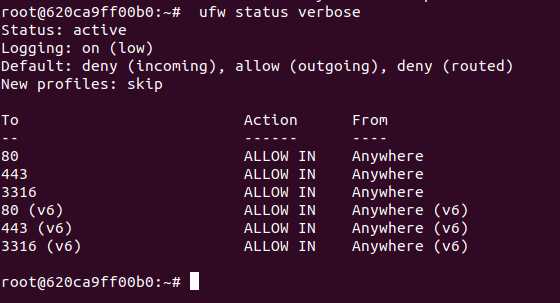 root@620ca9ff00b0:~#  ufw status verbose
Status: active
Logging: on (low)
Default: deny (incoming), allow (outgoing), deny (routed)
New profiles: skip

To                         Action      From
--                         ------      ----
80                         ALLOW IN    Anywhere
443                        ALLOW IN    Anywhere
3316                       ALLOW IN    Anywhere
80 (v6)                    ALLOW IN    Anywhere (v6)
443 (v6)                   ALLOW IN    Anywhere (v6)
3316 (v6)                  ALLOW IN    Anywhere (v6)

root@620ca9ff00b0:~#